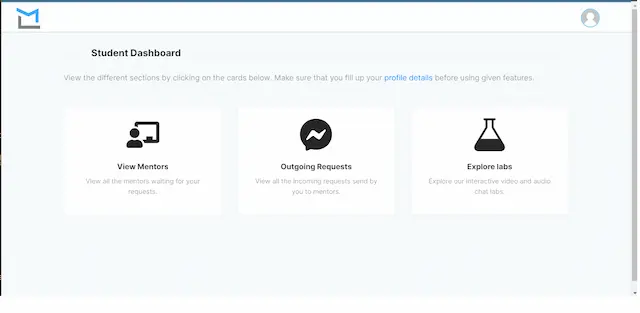 Student Dashboard
View the different sections by clicking on the cards below. Make sure that you fill up your profile details before using given features.
View Mentors
View all the mentors waiting for your
requests.
Outgoing Requests
View all the incoming requests send by
you to mentors.
Explore labs
Explore our interactive video and audio
chat labs.